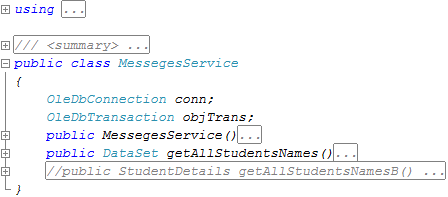 using ...
/// <summary> ...
public class MessegesService
{
OleDbConnection conn;
OleDbTransaction objTrans;
public MessegesService()...
public DataSet getAllStudentsNames()...
//public StudentDetails getAllStudentsNamesB() ...
}